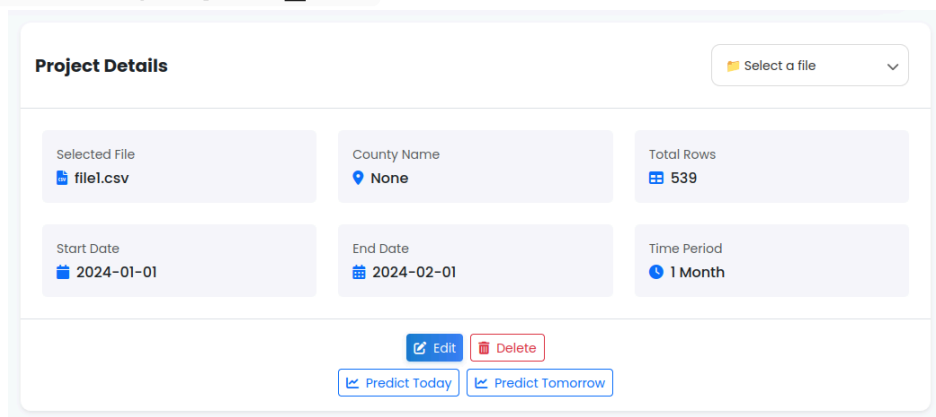 Project Details
Select a file
Selected File
County Name
Total Rows
file1.csv
None
539
Start Date
End Date
Time Period
2024-01-01
2024-02-01
1 Month
Edit
Delete
Predict Today
Predict Tomorrow